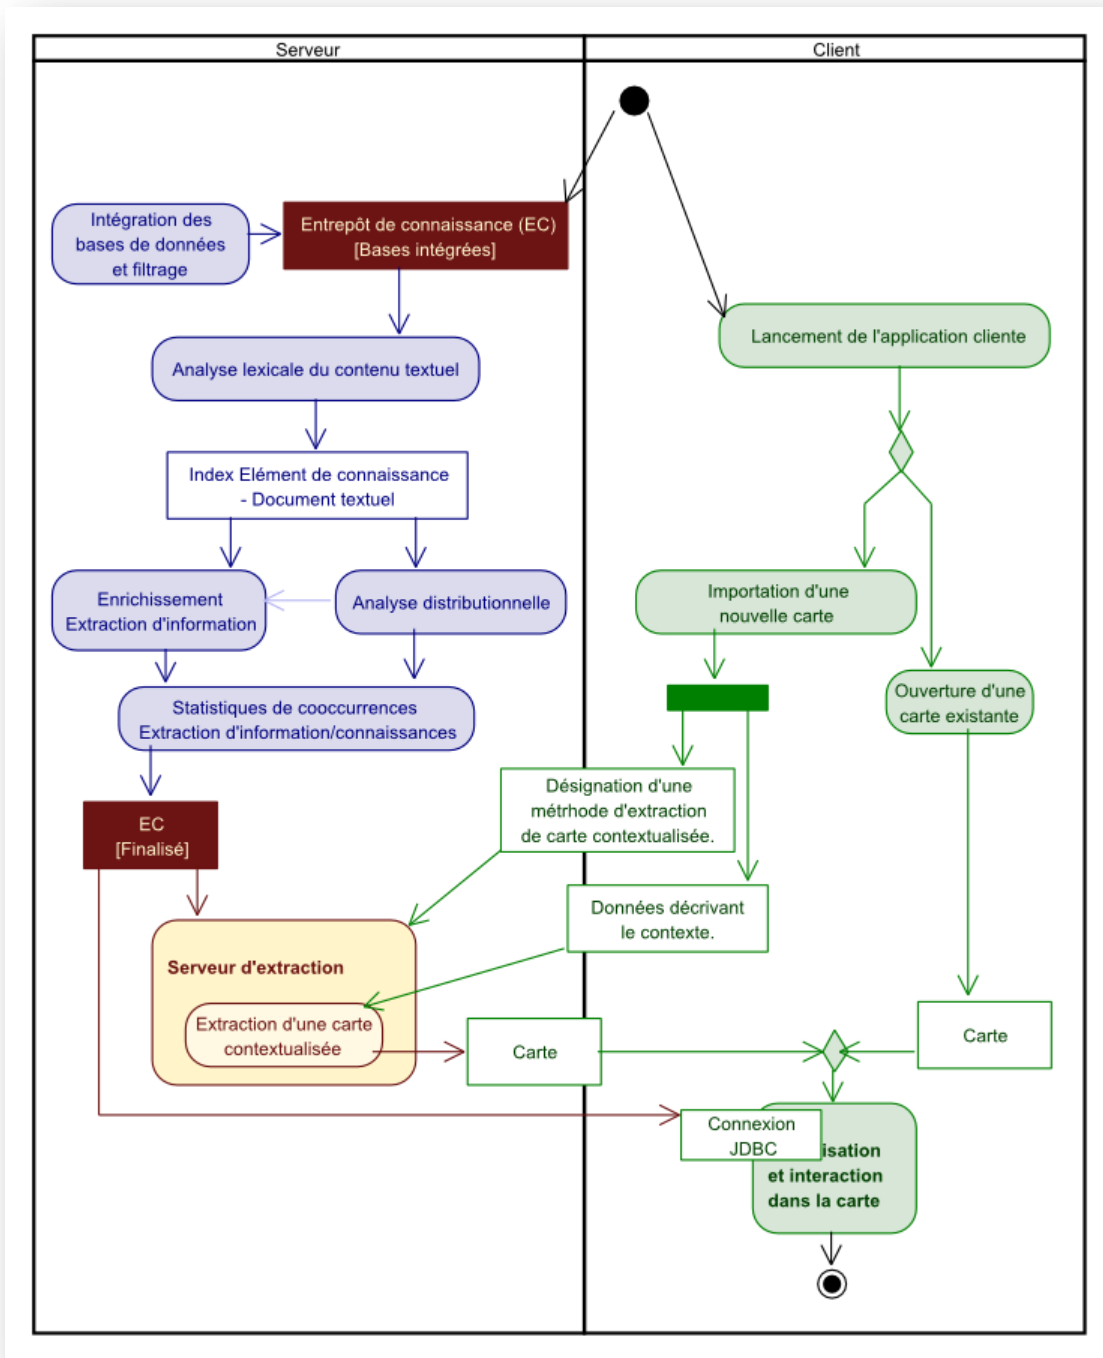 Serveur
Client
Intégration des
bases de données
et filtrage
Entrepôt de connaissance (EC)
[Bases intégrées]
Lancement de l'application cliente
Analyse lexicale du contenu textuel
Index Elément de connaissance
- Document textuel
Enrichissement
Extraction d'information
Analyse distributionnelle
Importation d'une
nouvelle carte
Ouverture d'une
carte existante
Statistiques de cooccurrences
Extraction d'information/connaissances
Désignation d'une
métrhode d'extraction
de carte contextualisée.
EC
[Finalisé]
Données décrivant
le contexte.
Serveur d'extraction
Extraction d'une carte
contextualisée
Carte
Carte
Connexion
JDBC
et interaction
dans la carte